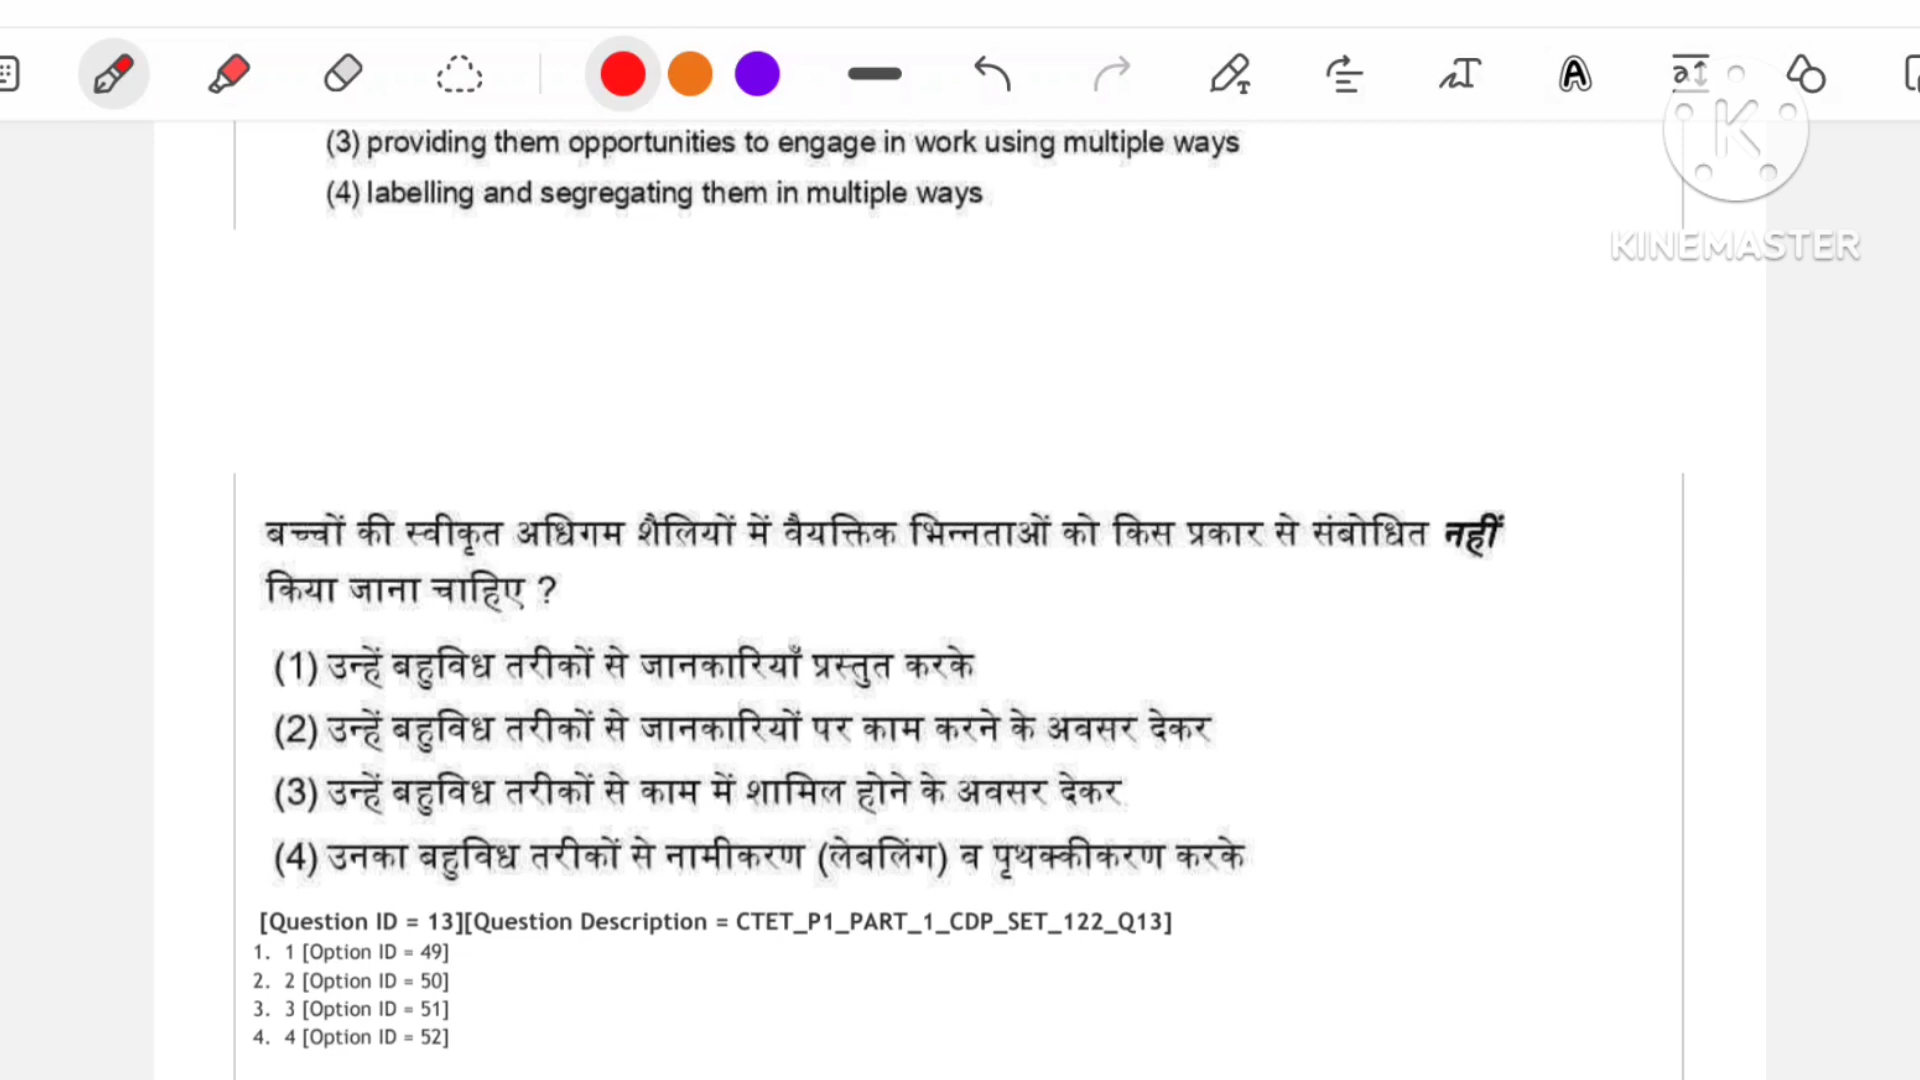 (3) providing them opportunities to engage in work using multiple ways
(4) labelling and segregating them in multiple ways
KINEMASTER
बच्चों की स्वीकृत अधिगम शैलियों में वैयक्तिक भिन्नताओं को किस प्रकार से संबोधित नहीं
किया जाना चाहिए ?
(1) उन्हें बहुविध तरीकों से जानकारियाँ प्रस्तुत करके
(2) उन्हें बहुविध तरीकों से जानकारियों पर काम करने के अवसर देकर
(3) उन्हें बहुविध तरीकों से काम में शामिल होने के अवसर देकर
(4) उनका बहुविध तरीकों से नामीकरण (लेबलिंग) व पृथक्कीकरण करके
[Question ID = 13][Question Description = CTET_P1_PART_1_CDP_SET_122_Q13]
1. 1 [Option ID = 49]
2. 2 [Option ID = 50]
3. 3 [Option ID = 51]
4. 4 [Option ID = 52]